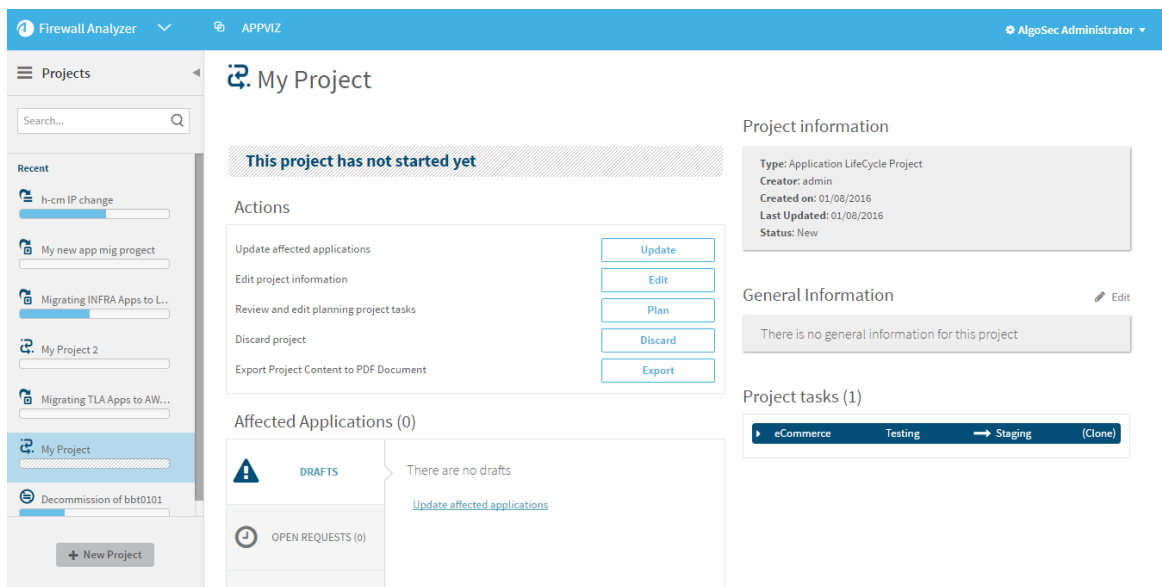 Firewall Analyzer
APPVIZ
AlgoSec Administrator
Projects
Search...
Recent
h-cm IP change
My new app mig progect
Migrating INFRA Apps to L...
My Project 2
Migrating TLA Apps to AW...
My Project
Decommission of bbt0101
+ New Project
My Project
This project has not started yet
Actions
Update affected applications Update
Edit project information Edit
Review and edit planning project tasks Plan
Discard project Discard
Export Project Content to PDF Document Export
Affected Applications (0)
DRAFTS
There are no drafts
Update affected applications
OPEN REQUESTS (0)
Project information
Type: Application LifeCycle Project
Creator: admin
Created on: 01/08/2016
Last Updated: 01/08/2016
Status: New
General Information Edit
There is no general information for this project
Project tasks (1)
eCommerce Testing → Staging (Clone)